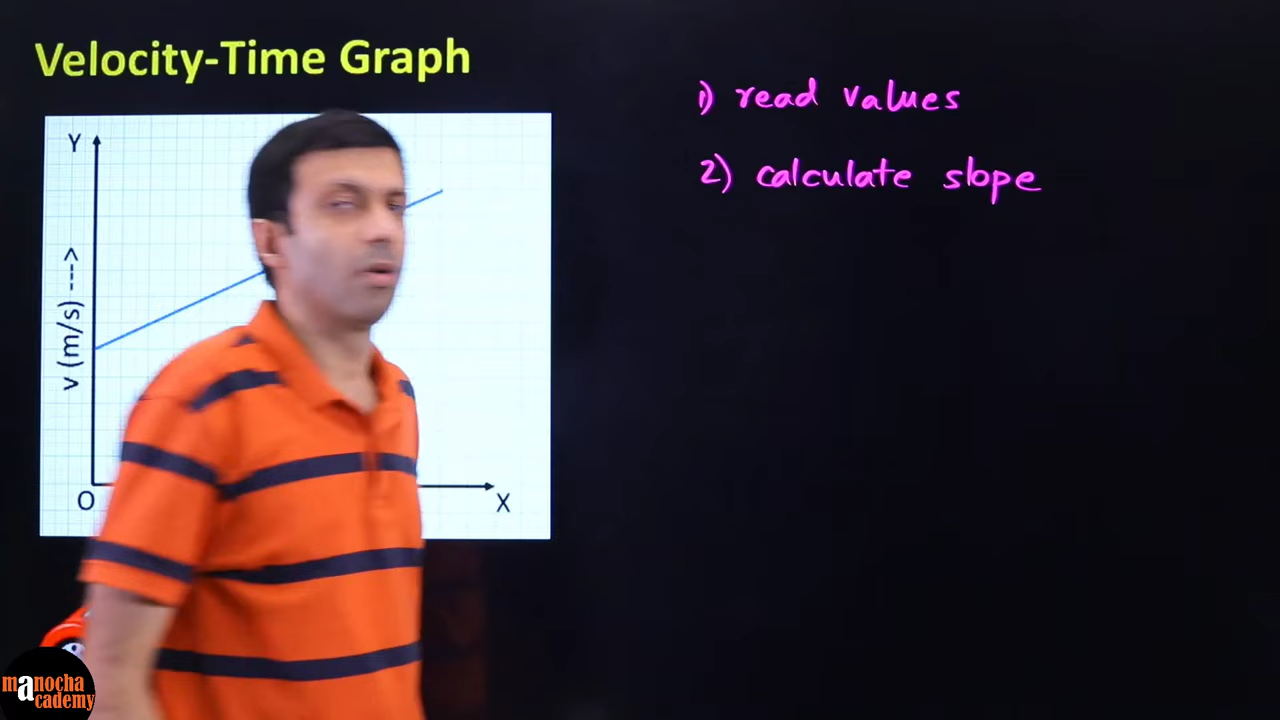 Velocity-Time Graph
1) read values
2) calculate slope
Y
v (m/s) --->
O
X
manocha
academy